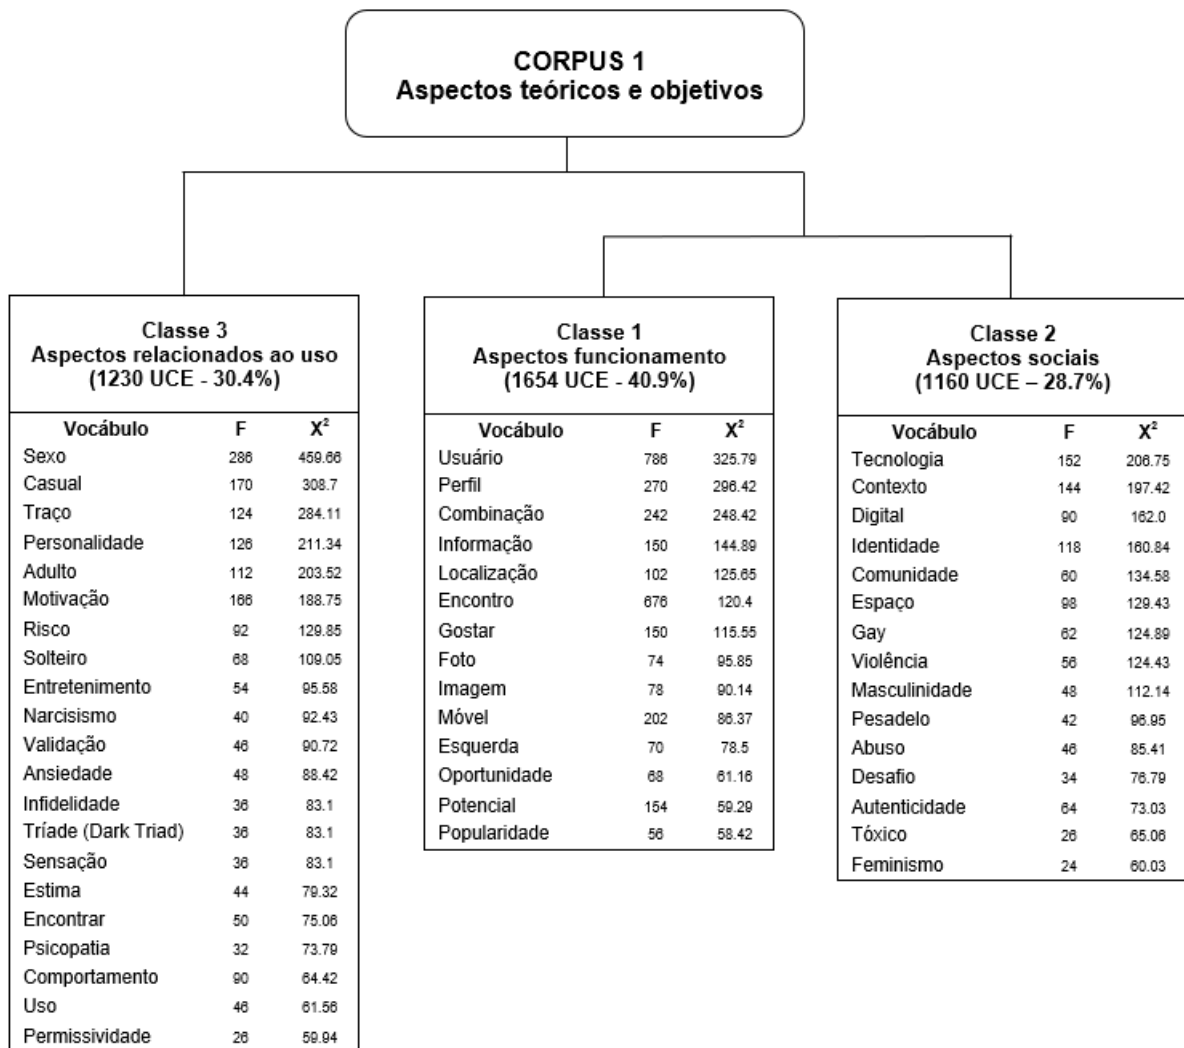 CORPUS 1
Aspectos teóricos e objetivos
Classe 3
Aspectos relacionados ao uso
(1230 UCE - 30.4%)
Vocábulo F X²
Sexo 286 459.66
Casual 170 308.7
Traço 124 284.11
Personalidade 126 211.34
Adulto 112 203.52
Motivação 166 188.75
Risco 92 129.85
Solteiro 68 109.05
Entretenimento 54 95.58
Narcisismo 40 92.43
Validação 46 90.72
Ansiedade 48 88.42
Infidelidade 36 83.1
Tríade (Dark Triad) 36 83.1
Sensação 36 83.1
Estima 44 79.32
Encontrar 50 75.06
Psicopatia 32 73.79
Comportamento 90 64.42
Uso 46 61.56
Permissividade 26 59.94
Classe 1
Aspectos funcionamento
(1654 UCE - 40.9%)
Vocábulo F X²
Usuário 786 325.79
Perfil 270 296.42
Combinação 242 248.42
Informação 150 144.89
Localização 102 125.65
Encontro 676 120.4
Gostar 150 115.55
Foto 74 95.85
Imagem 78 90.14
Móvel 202 86.37
Esquerda 70 78.5
Oportunidade 68 61.16
Potencial 154 59.29
Popularidade 56 58.42
Classe 2
Aspectos sociais
(1160 UCE – 28.7%)
Vocábulo F X²
Tecnologia 152 206.75
Contexto 144 197.42
Digital 90 162.0
Identidade 118 160.84
Comunidade 60 134.58
Espaço 98 129.43
Gay 62 124.89
Violência 56 124.43
Masculinidade 48 112.14
Pesadelo 42 96.95
Abuso 46 85.41
Desafio 34 76.79
Autenticidade 64 73.03
Tóxico 26 65.06
Feminismo 24 60.03